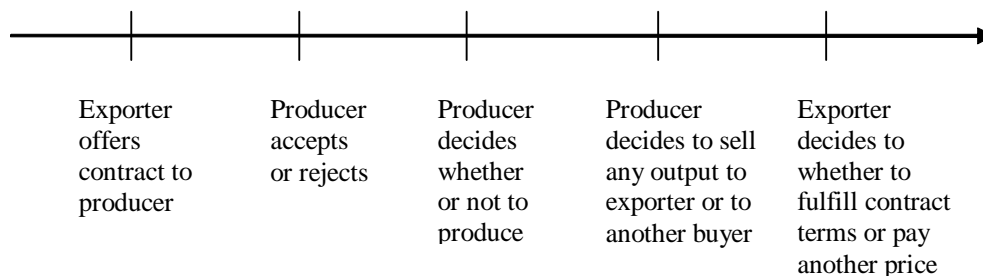 Exporter
offers
contract to
producer
Producer
accepts
or rejects
Producer
decides
whether
or not to
produce
Producer
decides to sell
any output to
exporter or to
another buyer
Exporter
decides to
whether to
fulfill contract
terms or pay
another price